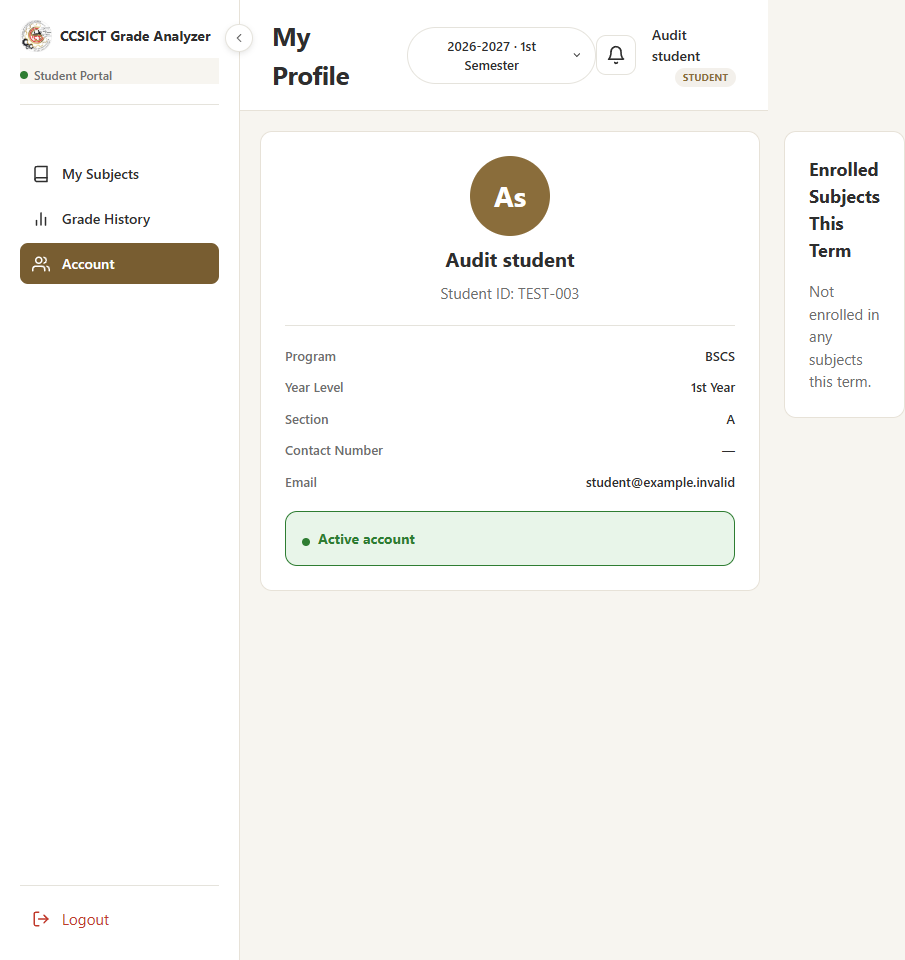 CCSICT Grade Analyzer
Student Portal
My Subjects
Grade History
Account
Logout
My
Profile
2026-2027 · 1st
Semester
Audit
student
STUDENT
As
Audit student
Student ID: TEST-003
Program BSCS
Year Level 1st Year
Section A
Contact Number —
Email student@example.invalid
Active account
Enrolled
Subjects
This
Term
Not
enrolled in
any
subjects
this term.